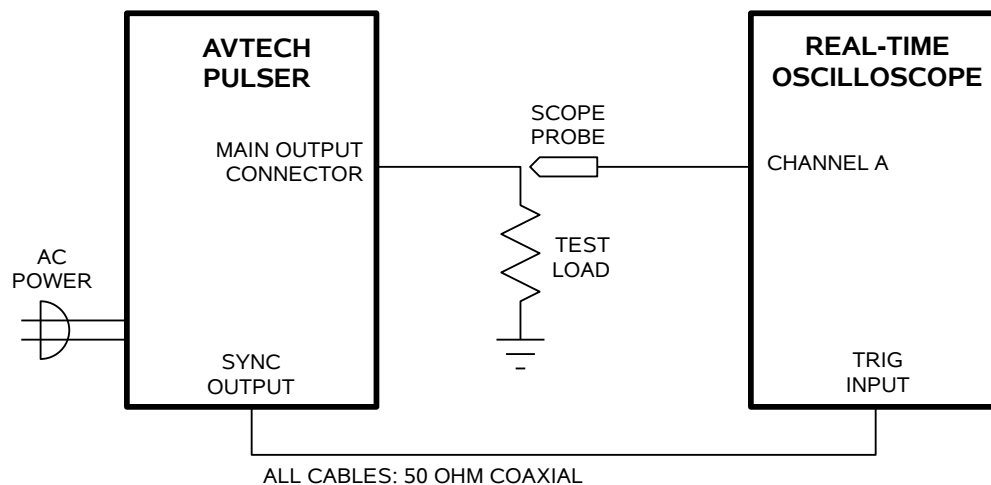 AVTECH
PULSER
REAL-TIME
OSCILLOSCOPE
SCOPE
PROBE
MAIN OUTPUT
CONNECTOR
CHANNEL A
TEST
LOAD
AC
POWER
SYNC
OUTPUT
TRIG
INPUT
ALL CABLES: 50 OHM COAXIAL